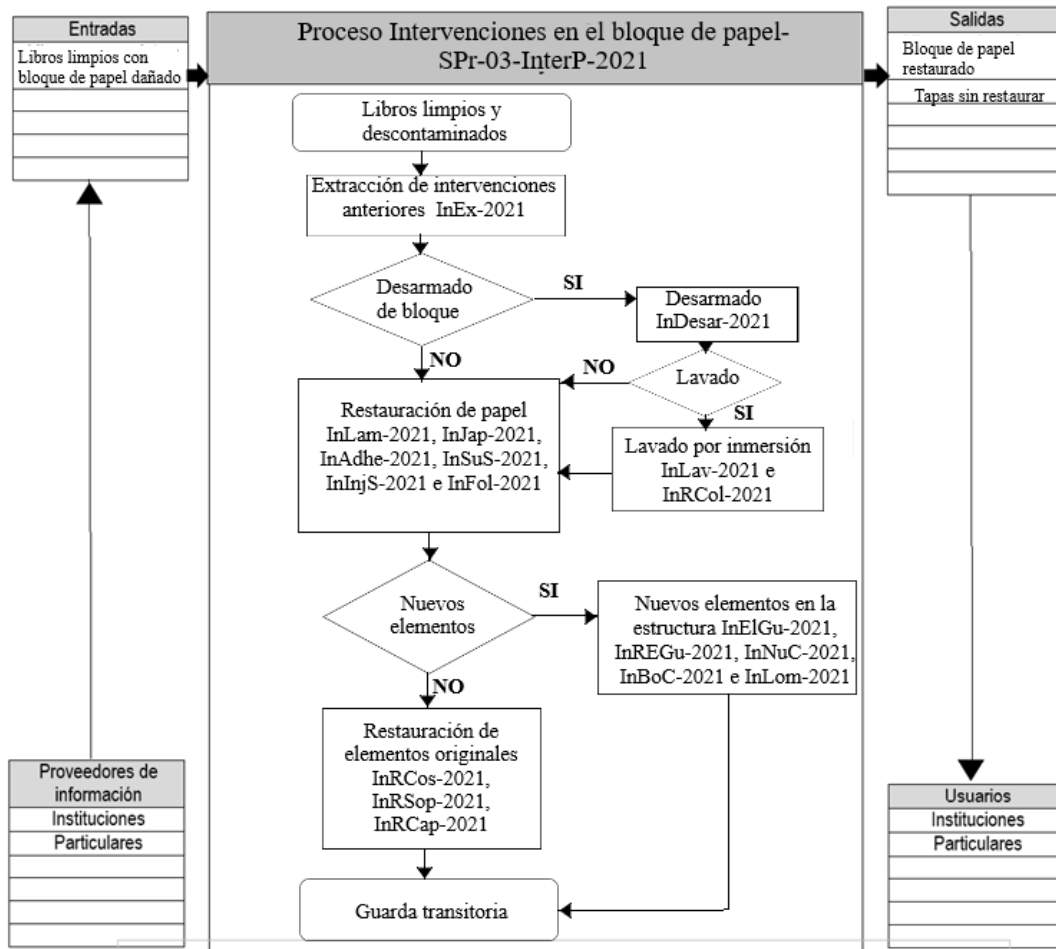 Entradas
Libros limpios con
bloque de papel dañado
Proceso Intervenciones en el bloque de papel-
SPr-03-InterP-2021
Salidas
Bloque de papel
restaurado
Tapas sin restaurar
Libros limpios y
descontaminados
Extracción de intervenciones
anteriores InEx-2021
Desarmado
de bloque
SI
Desarmado
InDesar-2021
NO
NO
Lavado
SI
Restauración de papel
InLam-2021, InJap-2021,
InAdhe-2021, InSuS-2021,
InInjS-2021 e InFol-2021
Lavado por inmersión
InLav-2021 e
InRCol-2021
Nuevos
elementos
SI
Nuevos elementos en la
estructura InElGu-2021,
InREGu-2021, InNuC-2021,
InBoC-2021 e InLom-2021
NO
Restauración de
elementos originales
InRCos-2021,
InRSop-2021,
InRCap-2021
Guarda transitoria
Proveedores de
información
Instituciones
Particulares
Usuarios
Instituciones
Particulares